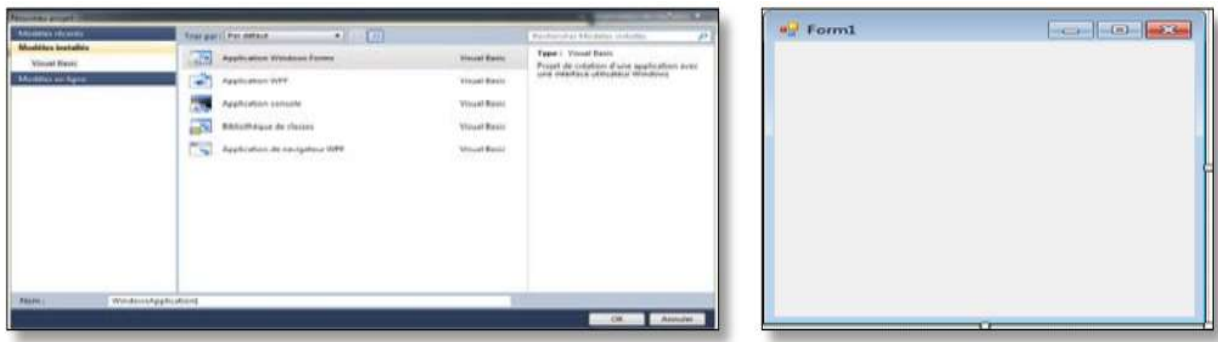 Nouveau projet
Modèles récents
Modèles installés
Visual Basic
Modèles en ligne
Trier par : Par défaut
Application Windows Forms Visual Basic
Application WPF Visual Basic
Application console Visual Basic
Bibliothèque de classes Visual Basic
Application de navigateur WPF Visual Basic
Rechercher Modèles installés
Type : Visual Basic
Projet de création d'une application avec
une interface utilisateur Windows
Nom : WindowsApplication1
OK Annuler
Form1